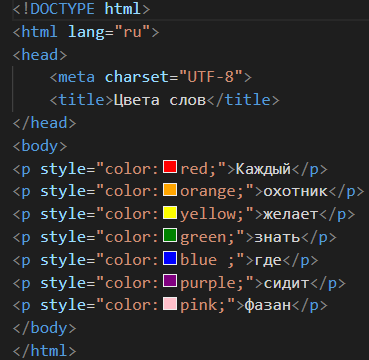 <!DOCTYPE html>
<html lang="ru">
<head>
    <meta charset="UTF-8">
    <title>Цвета слов</title>
</head>
<body>
<p style="color:red;">Каждый</p>
<p style="color:orange;">охотник</p>
<p style="color:yellow;">желает</p>
<p style="color:green;">знать</p>
<p style="color:blue ;">где</p>
<p style="color:purple;">сидит</p>
<p style="color:pink;">фазан</p>
</body>
</html>